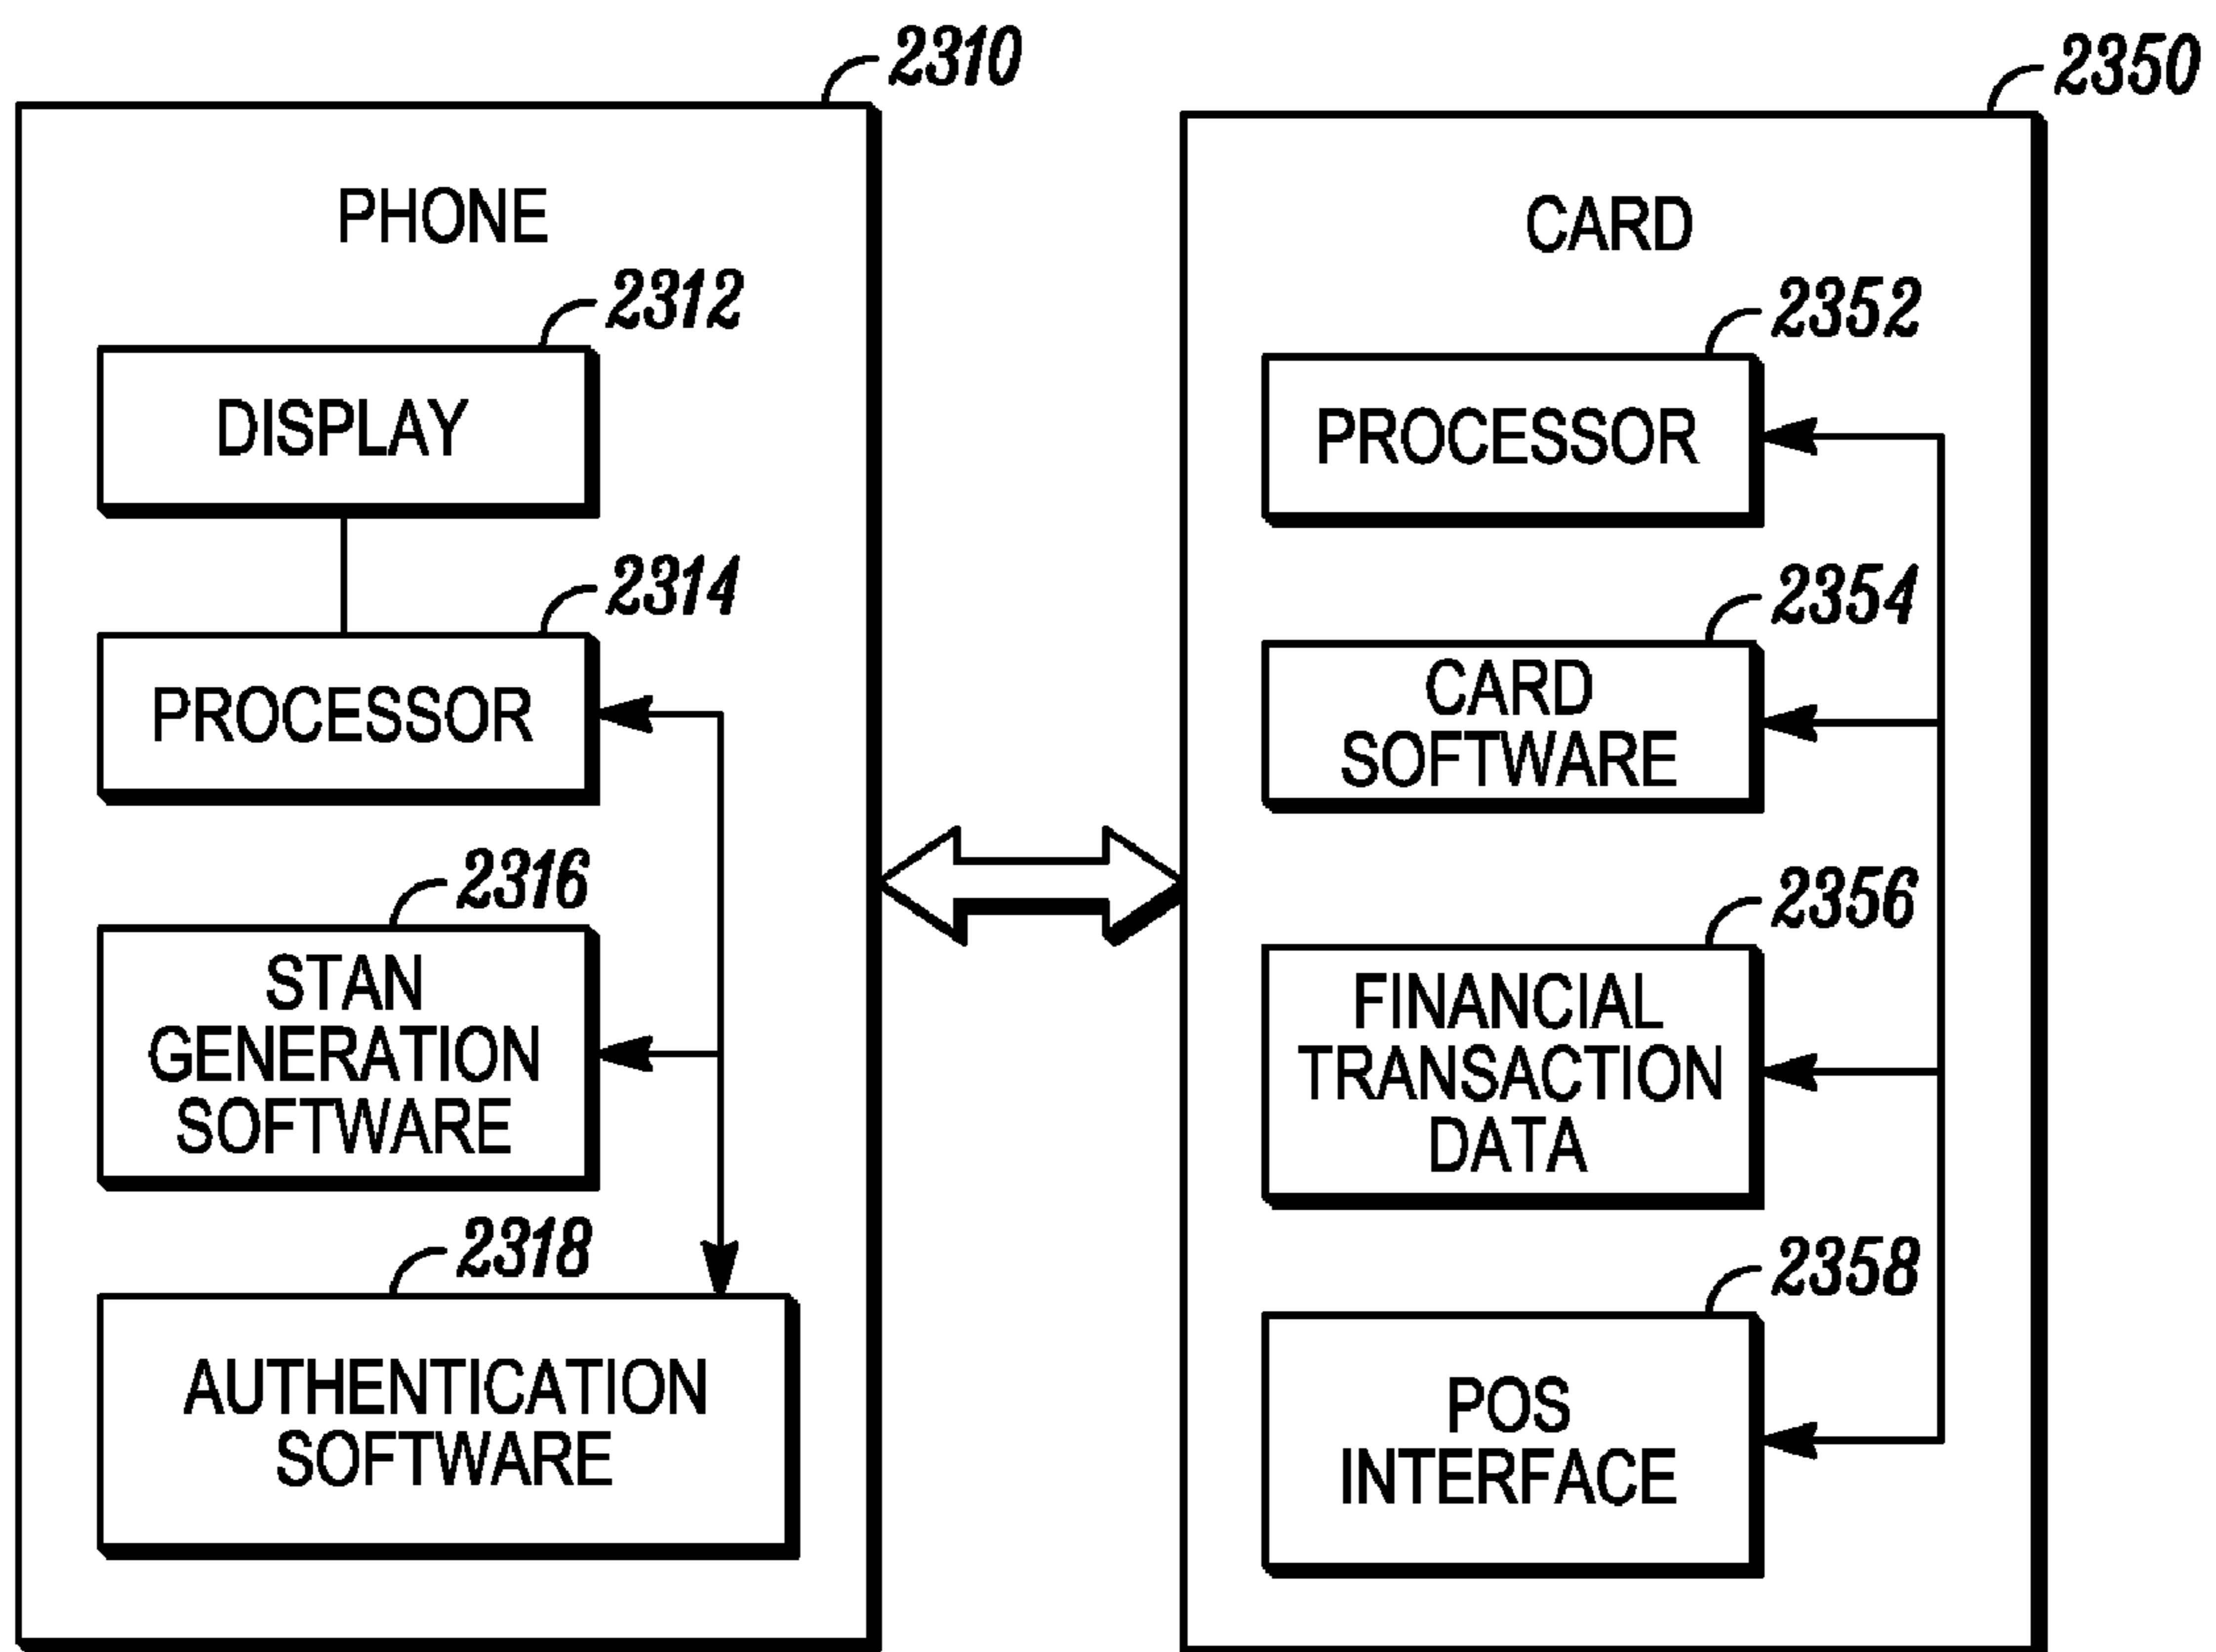 2310
PHONE
2312
DISPLAY
2314
PROCESSOR
2316
STAN
GENERATION
SOFTWARE
2318
AUTHENTICATION
SOFTWARE
2350
CARD
2352
PROCESSOR
2354
CARD
SOFTWARE
2356
FINANCIAL
TRANSACTION
DATA
2358
POS
INTERFACE